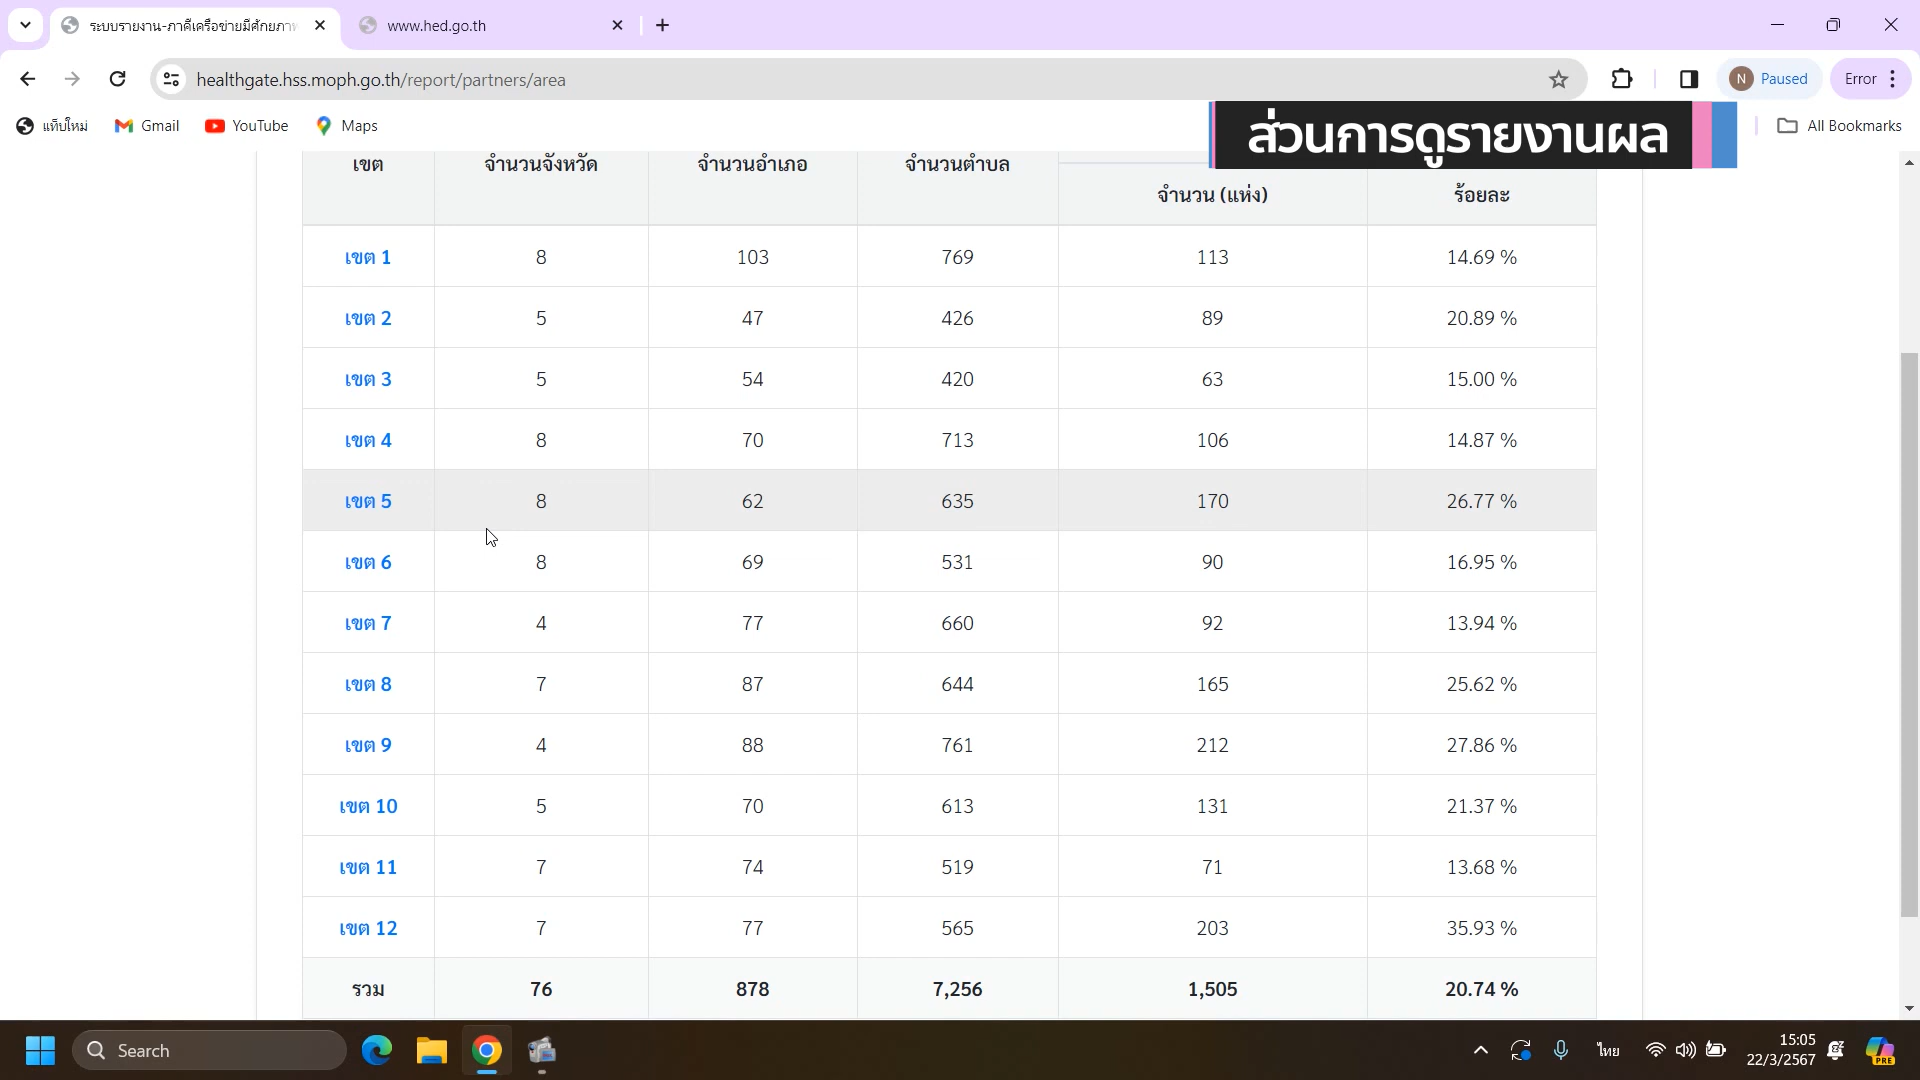 ระบบรายงาน-ภาคีเครือข่ายมีศักยภาพ
www.hed.go.th
healthgate.hss.moph.go.th/report/partners/area
N Paused Error
แท็บใหม่ Gmail YouTube Maps All Bookmarks
ส่วนการดูรายงานผล
เขต จำนวนจังหวัด จำนวนอำเภอ จำนวนตำบล
จำนวน (แห่ง) ร้อยละ
เขต 1 8 103 769 113 14.69 %
เขต 2 5 47 426 89 20.89 %
เขต 3 5 54 420 63 15.00 %
เขต 4 8 70 713 106 14.87 %
เขต 5 8 62 635 170 26.77 %
เขต 6 8 69 531 90 16.95 %
เขต 7 4 77 660 92 13.94 %
เขต 8 7 87 644 165 25.62 %
เขต 9 4 88 761 212 27.86 %
เขต 10 5 70 613 131 21.37 %
เขต 11 7 74 519 71 13.68 %
เขต 12 7 77 565 203 35.93 %
รวม 76 878 7,256 1,505 20.74 %
Search ไทย 15:05
22/3/2567
PRE